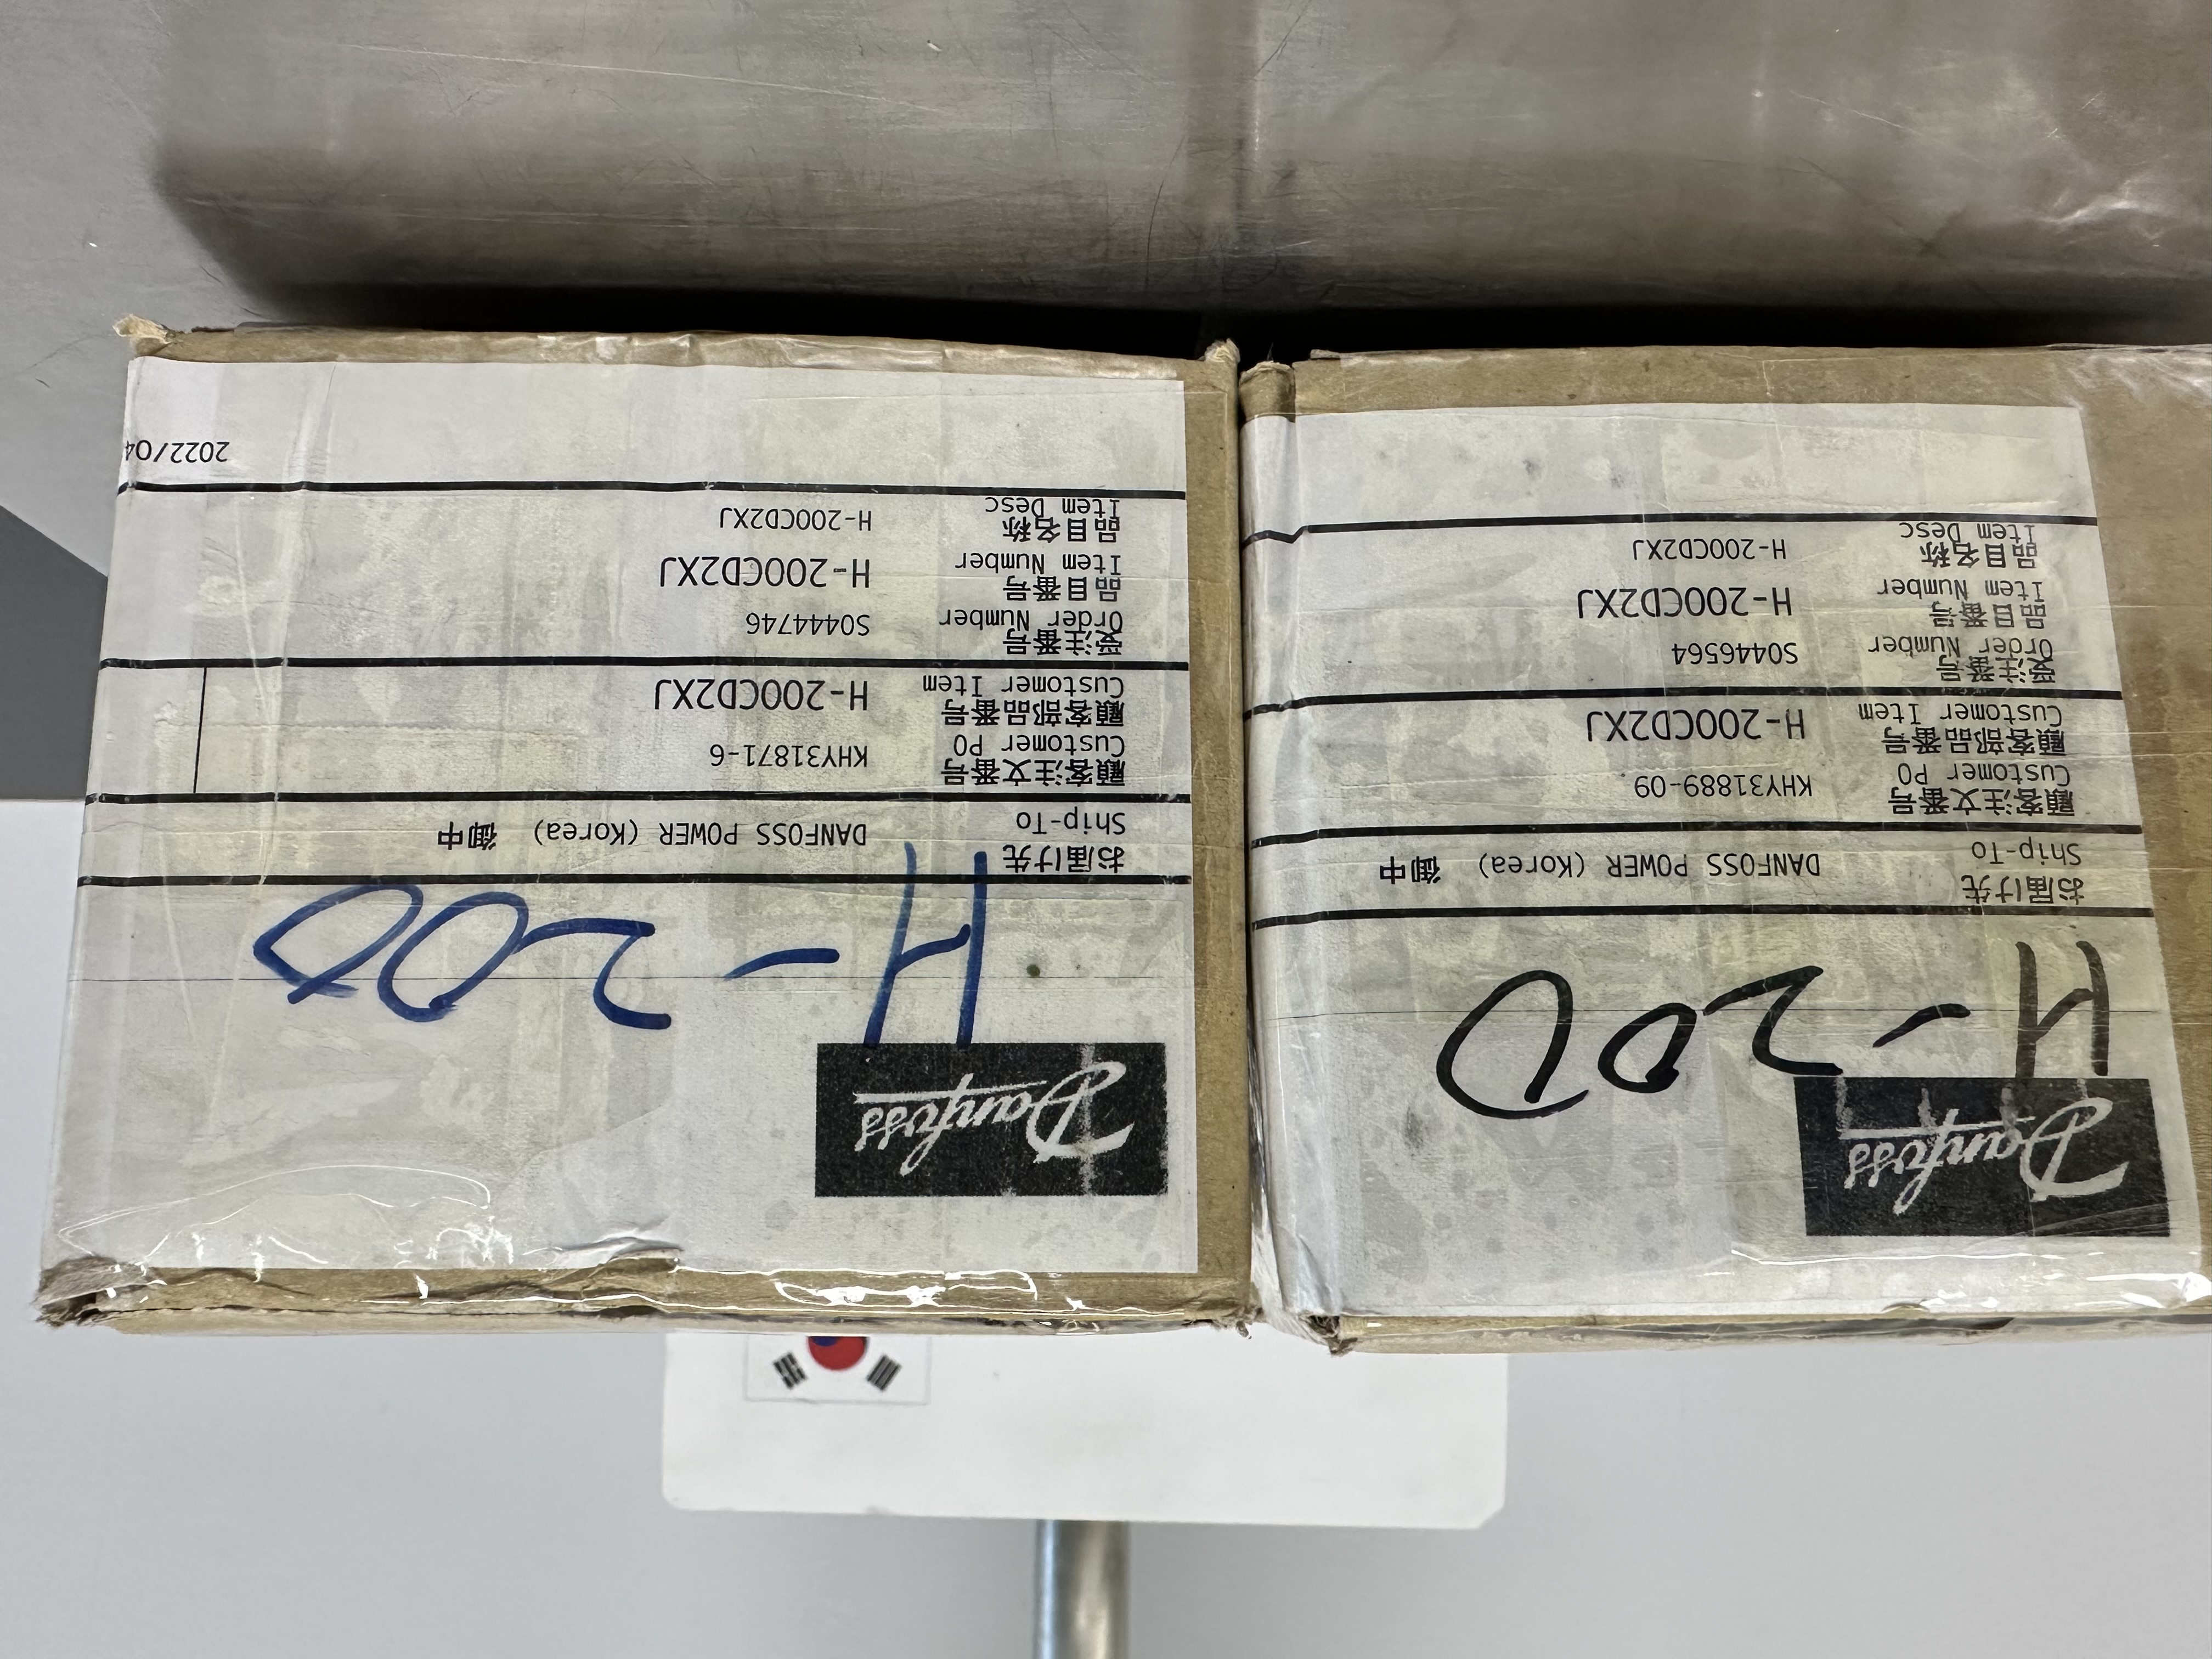 Danfoss
H-200
お届け先
Ship-To DANFOSS POWER (Korea) 御中
顧客注文番号
Customer PO KHY31889-09
顧客部品番号
Customer Item H-200CD2XJ
受注番号
Order Number SO446564
品目番号
Item Number H-200CD2XJ
品目名称
Item Desc H-200CD2XJ
Danfoss
H-200
お届け先
Ship-To DANFOSS POWER (Korea) 御中
顧客注文番号
Customer PO KHY31871-6
顧客部品番号
Customer Item H-200CD2XJ
受注番号
Order Number SO444746
品目番号
Item Number H-200CD2XJ
品目名称
Item Desc H-200CD2XJ
2022/04